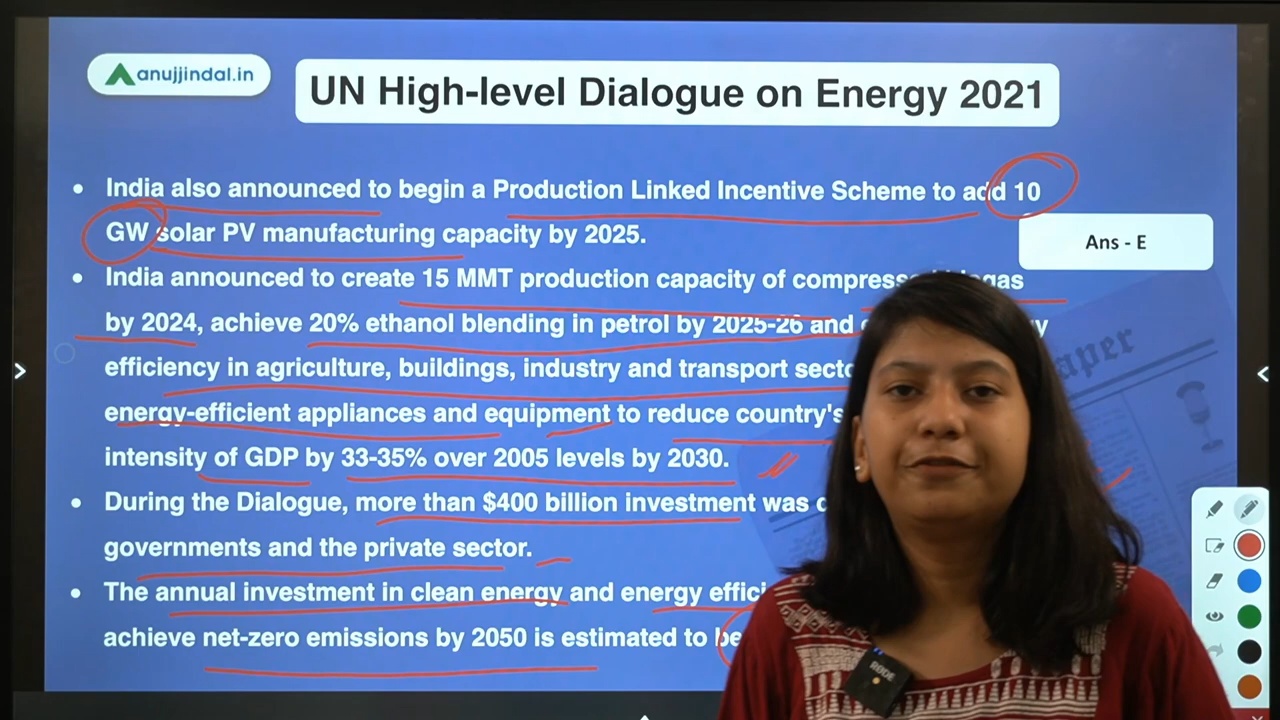 anujjindal.in
UN High-level Dialogue on Energy 2021
India also announced to begin a Production Linked Incentive Scheme to add 10
GW solar PV manufacturing capacity by 2025.
Ans - E
India announced to create 15 MMT production capacity of compressed biogas
by 2024, achieve 20% ethanol blending in petrol by 2025-26 and
efficiency in agriculture, buildings, industry and transport
energy-efficient appliances and equipment to reduce country's
intensity of GDP by 33-35% over 2005 levels by 2030.
During the Dialogue, more than $400 billion investment was
governments and the private sector.
The annual investment in clean energy and energy
achieve net-zero emissions by 2050 is estimated to be
aper
RODE